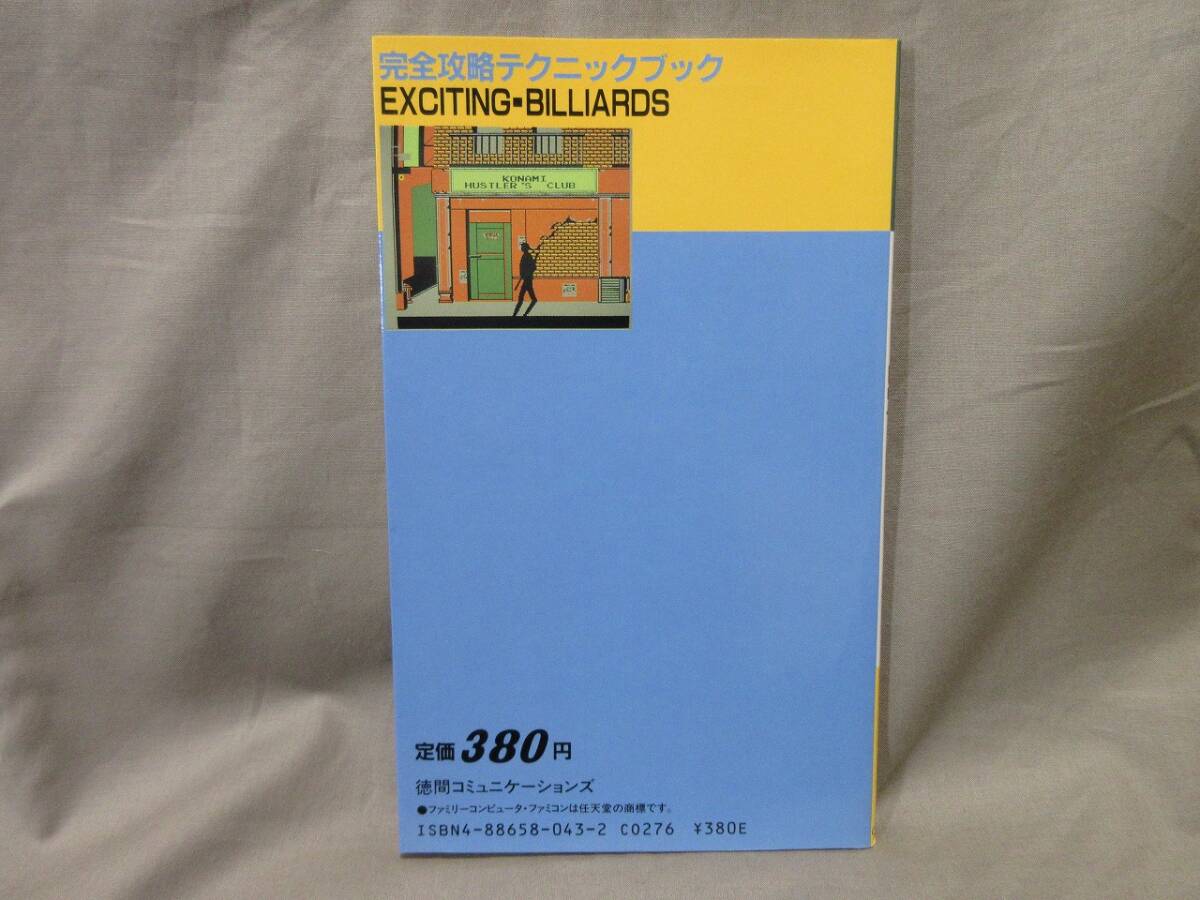 完全攻略テクニックブック
EXCITING▪BILLIARDS
KONAMI
HUSTLER'S CLUB
定価380円
徳間コミュニケーションズ
●ファミリーコンピュータ・ファミコンは任天堂の商標です。
ISBN4-88658-043-2 C0276 ¥380E